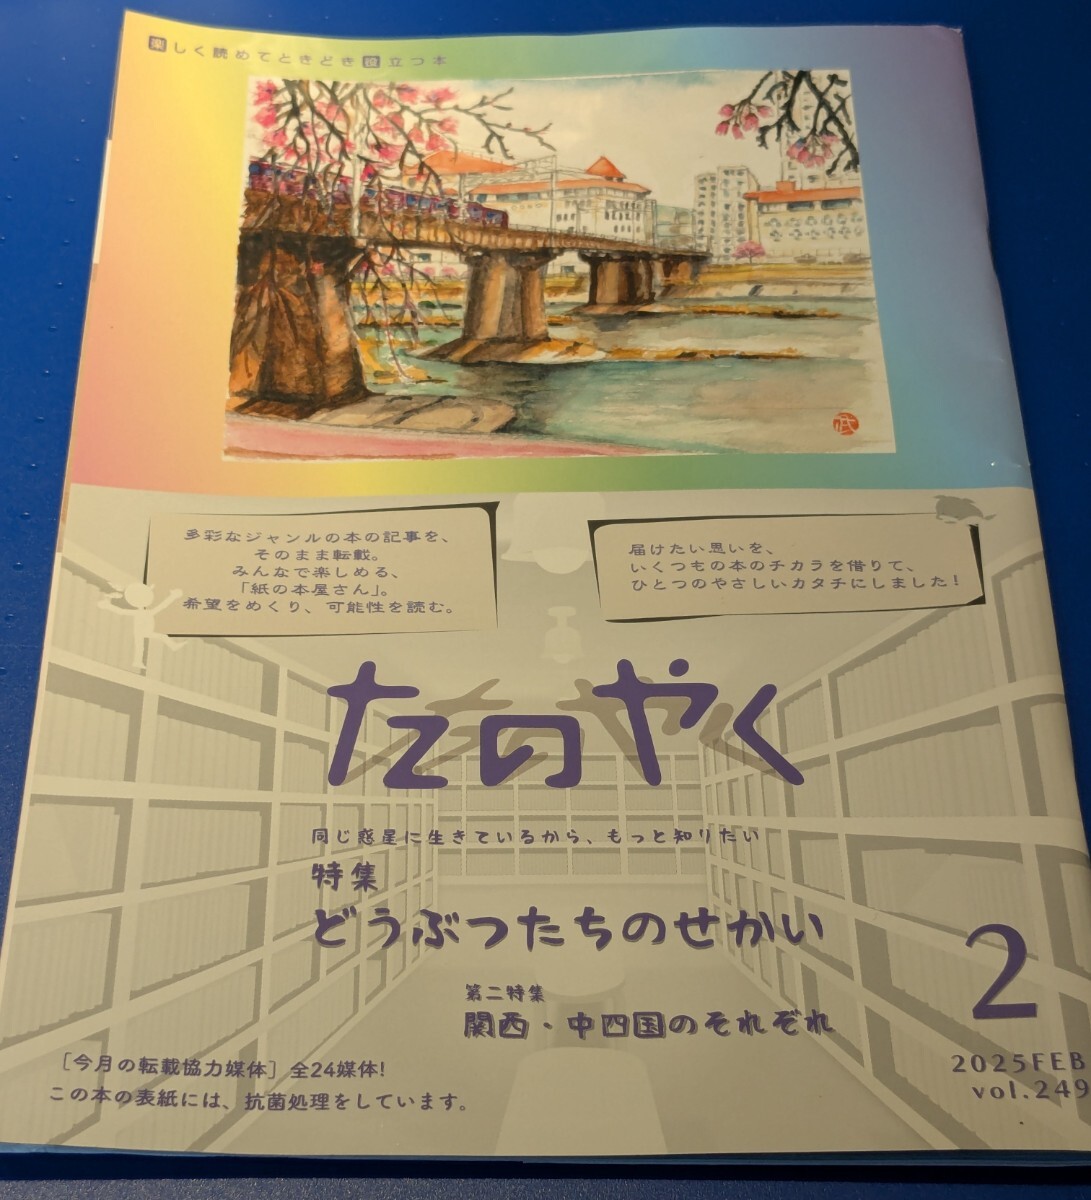 楽しく読めてときどき役立つ本
多彩なジャンルの本の記事を、
そのまま転載。
みんなで楽しめる、
「紙の本屋さん」。
希望をめくり、可能性を読む。
届けたい思いを、
いくつもの本のチカラを借りて、
ひとつのやさしいカタチにしました!
たのやく
同じ惑星に生きているから、もっと知りたい
特集
どうぶつたちのせかい
第二特集
関西・中四国のそれぞれ
2
2025FEB
vol.249
[今月の転載協力媒体] 全24媒体!
この本の表紙には、抗菌処理をしています。